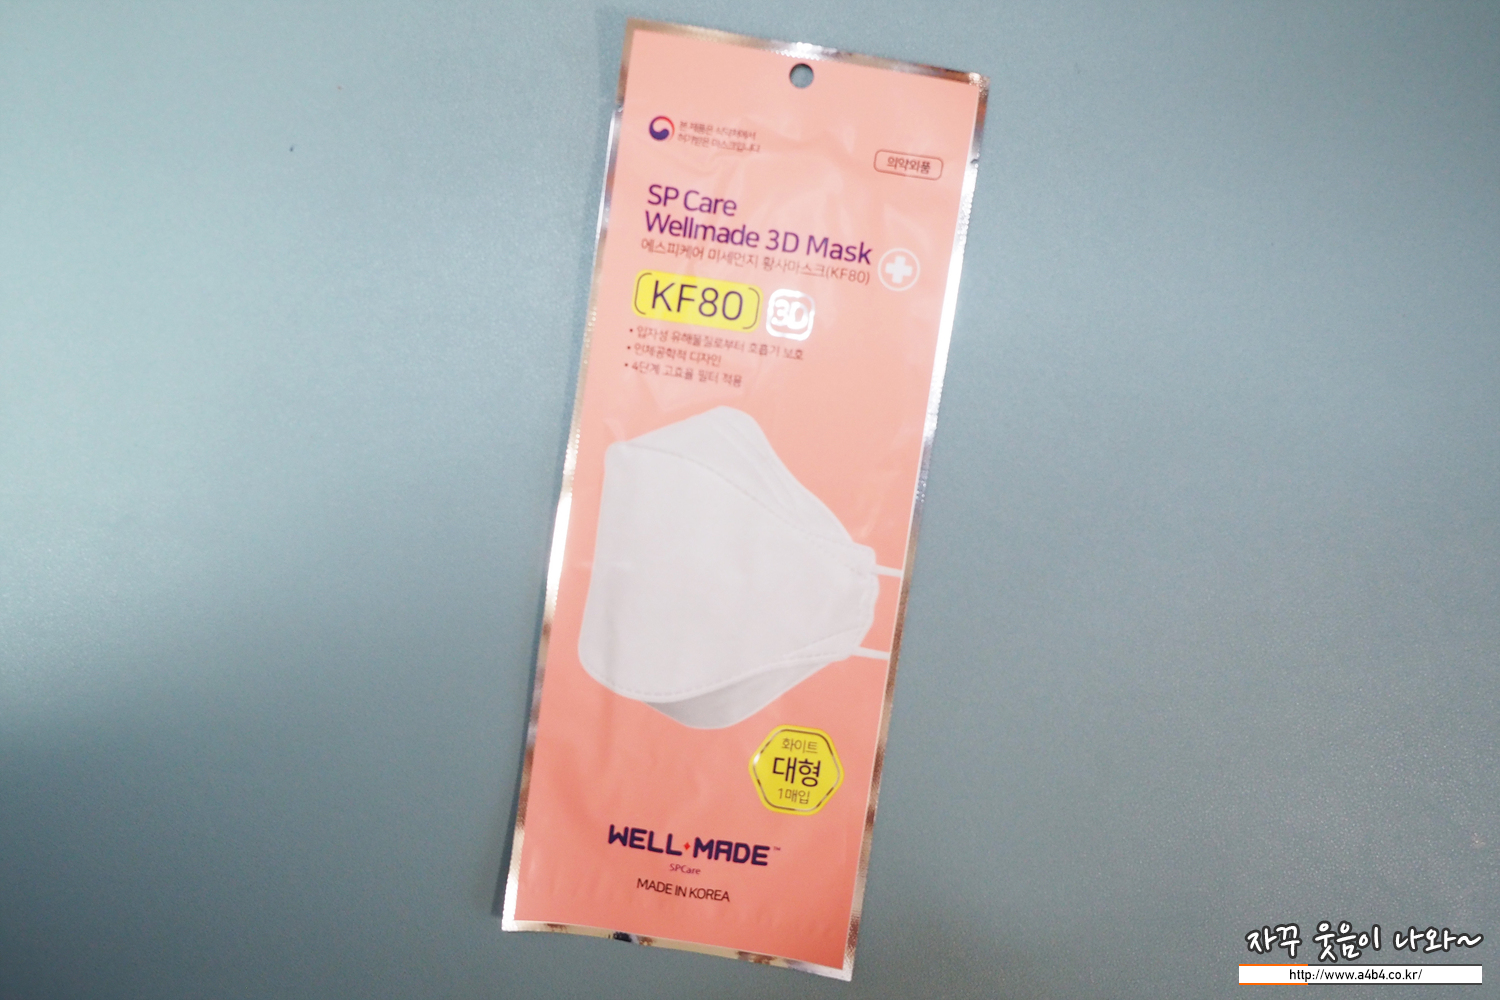 본 제품은 식약처에서
허가받은 마스크입니다
의약외품
SP Care
Wellmade 3D Mask
에스피케어 미세먼지 황사마스크(KF80)
KF80
3D
• 입자성 유해물질로부터 호흡기 보호
• 인체공학적 디자인
• 4단계 고효율 필터 적용
화이트
대형
1매입
WELL✦MADE™
SPCare
MADE IN KOREA
자꾸 웃음이 나와~
http://www.a4b4.co.kr/